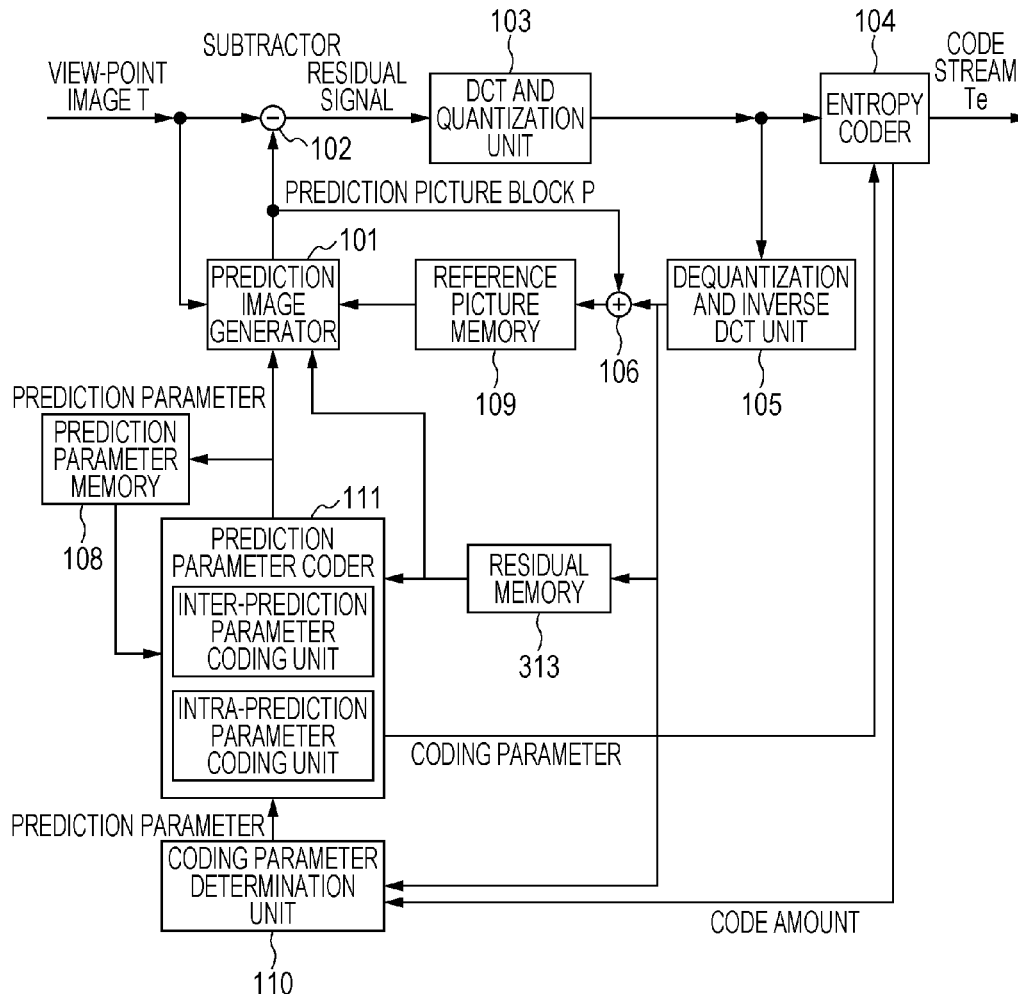 103
104
SUBTRACTOR
CODE
STREAM
Te
VIEW-POINT
IMAGE T
RESIDUAL
SIGNAL
DCT AND
QUANTIZATION
UNIT
ENTROPY
CODER
102
PREDICTION PICTURE BLOCK P
101
PREDICTION
IMAGE
GENERATOR
REFERENCE
PICTURE
MEMORY
DEQUANTIZATION
AND INVERSE
DCT UNIT
106
109
105
PREDICTION PARAMETER
PREDICTION
PARAMETER
MEMORY
108
111
PREDICTION
PARAMETER CODER
INTER-PREDICTION
PARAMETER
CODING UNIT
INTRA-PREDICTION
PARAMETER
CODING UNIT
RESIDUAL
MEMORY
313
CODING PARAMETER
PREDICTION PARAMETER
CODING PARAMETER
DETERMINATION
UNIT
CODE AMOUNT
110